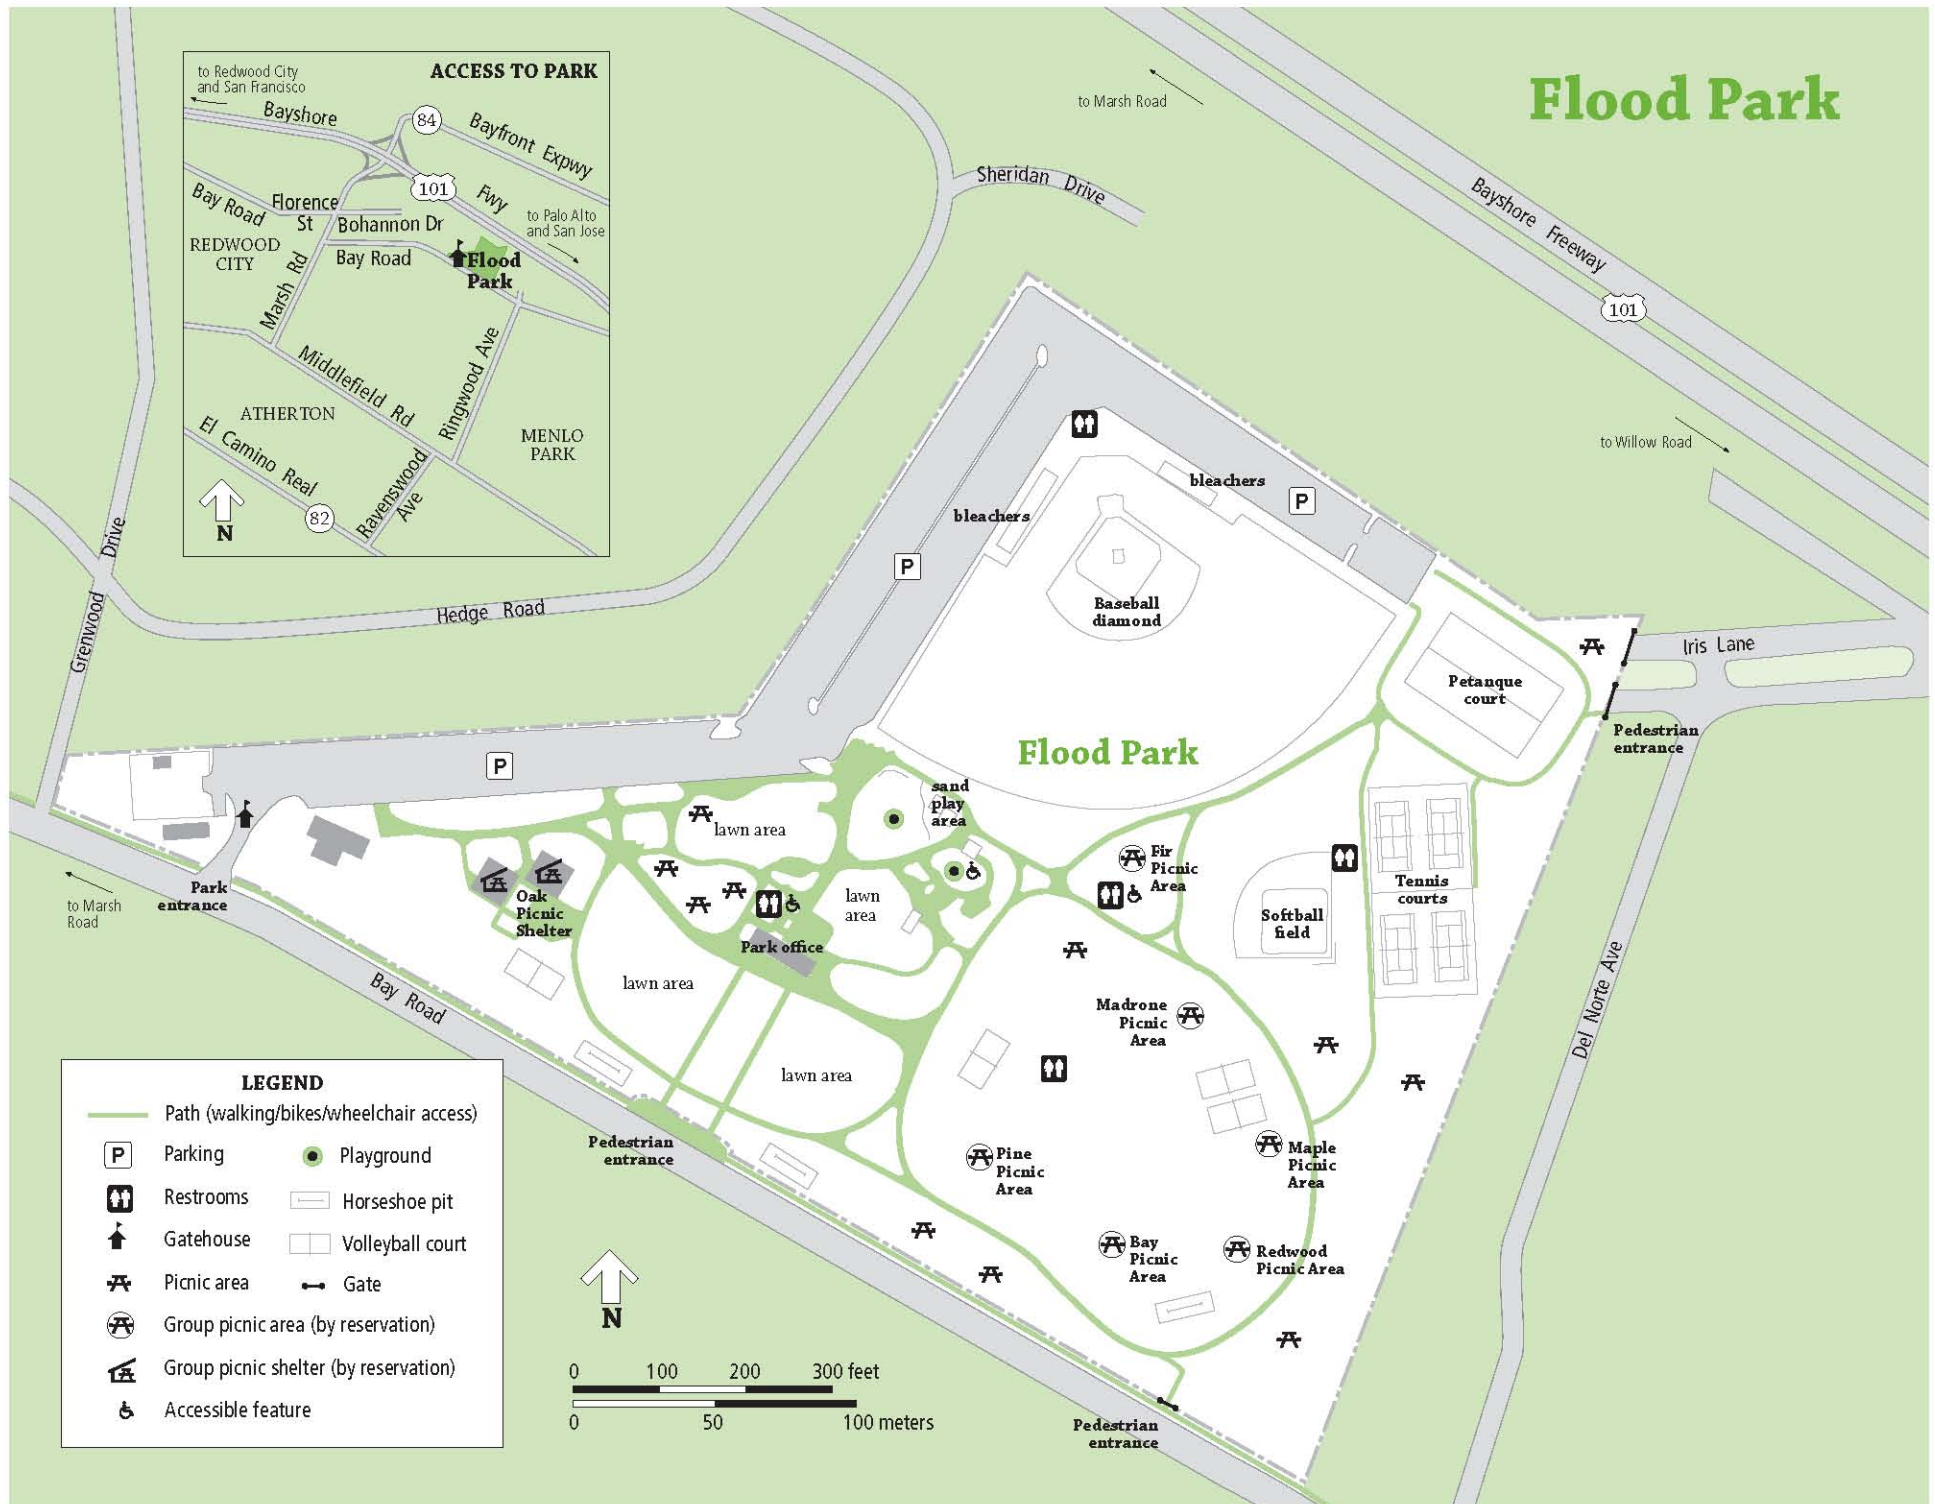 Flood Park
ACCESS TO PARK
to Redwood City
and San Francisco
Bayshore
84
Bayfront Expwy
101
Fwy
Bay Road
Florence
St
Bohannon Dr
to Palo Alto
and San Jose
REDWOOD
CITY
Bay Road
Flood
Park
Marsh Rd
Middlefield Rd
Ringwood Ave
ATHERTON
MENLO
PARK
El Camino Real
82
Ravenswood
Ave
N
to Marsh Road
Sheridan Drive
Bayshore Freeway
101
to Willow Road
Grenwood Drive
Hedge Road
bleachers
P
bleachers
P
Baseball
diamond
Petanque
court
Iris Lane
Pedestrian
entrance
Flood Park
P
sand
play
area
lawn area
Fir
Picnic
Area
Park
entrance
to Marsh
Road
Oak
Picnic
Shelter
lawn
area
Park office
Softball
field
Tennis
courts
lawn area
Bay Road
Madrone
Picnic
Area
Del Norte Ave
lawn area
Pedestrian
entrance
Pine
Picnic
Area
Maple
Picnic
Area
Bay
Picnic
Area
Redwood
Picnic Area
Pedestrian
entrance
LEGEND
Path (walking/bikes/wheelchair access)
P Parking
Playground
Restrooms
Horseshoe pit
Gatehouse
Volleyball court
Picnic area
Gate
Group picnic area (by reservation)
Group picnic shelter (by reservation)
Accessible feature
N
0 100 200 300 feet
0 50 100 meters